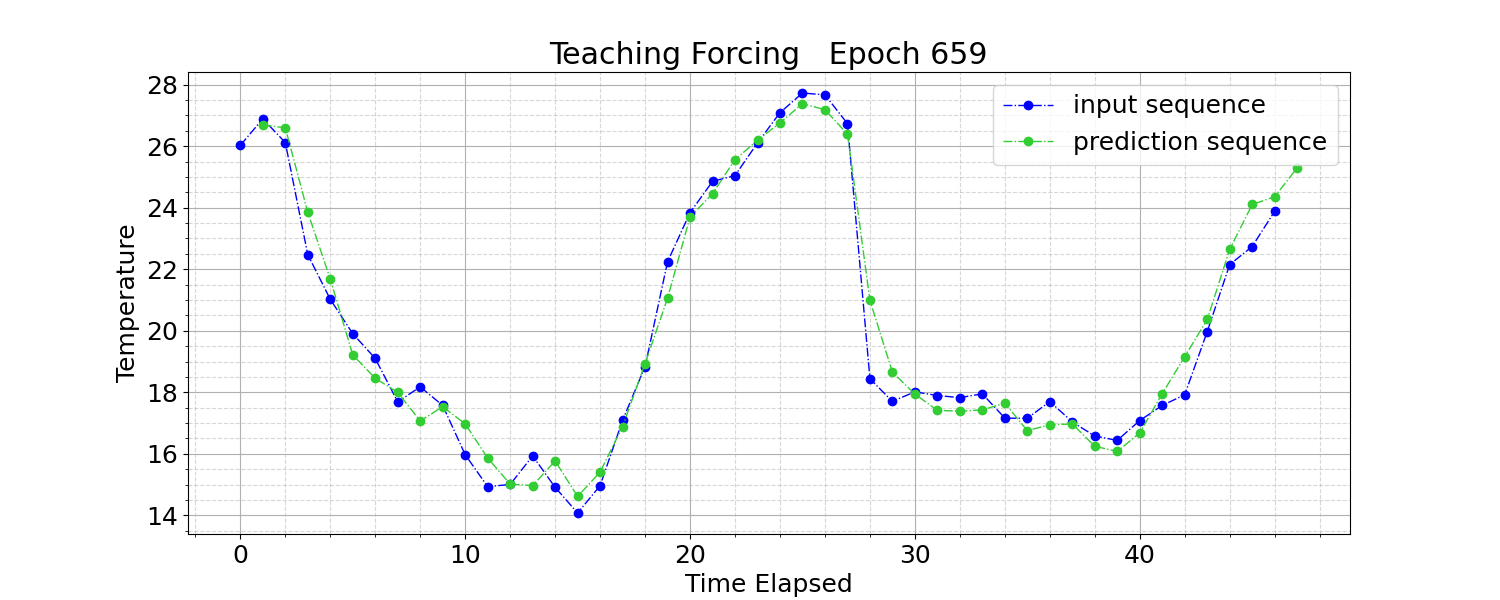 Teaching Forcing   Epoch 659
28
26
24
22
20
18
16
14
Temperature
input sequence
prediction sequence
0 10 20 30 40
Time Elapsed